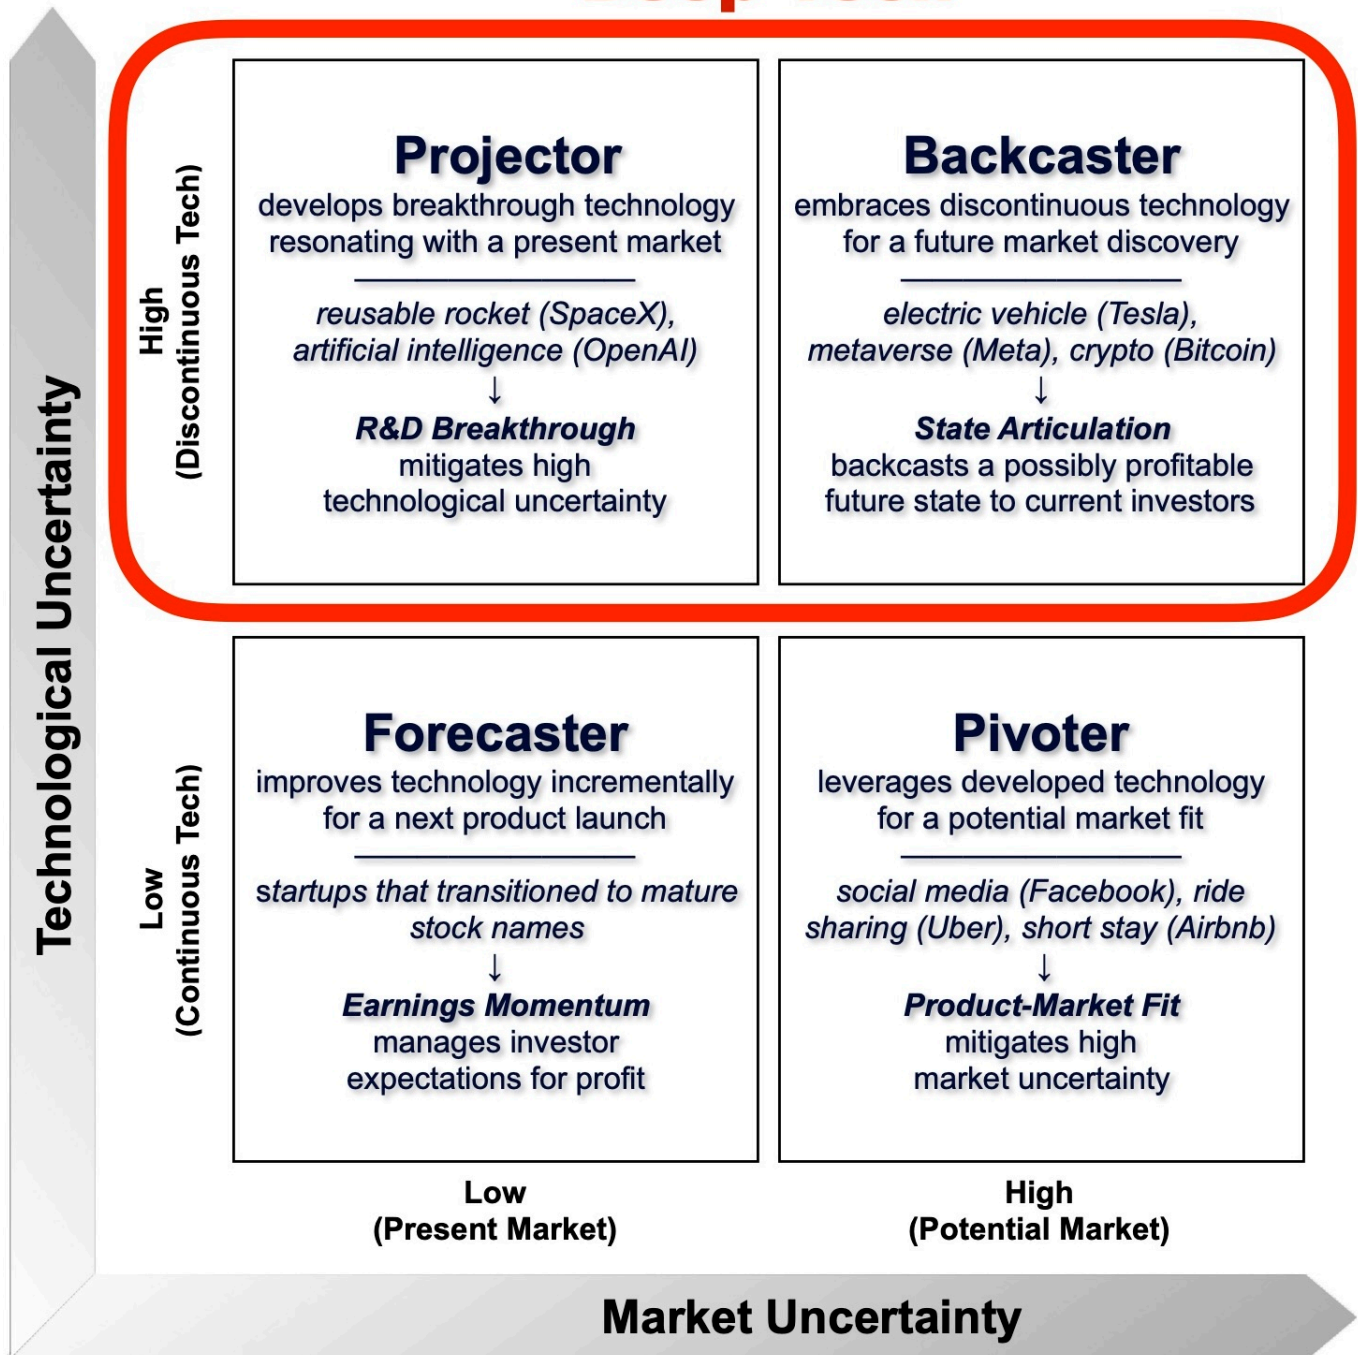 Technological Uncertainty
High
(Discontinuous Tech)
Projector
develops breakthrough technology
resonating with a present market
reusable rocket (SpaceX),
artificial intelligence (OpenAI)
↓
R&D Breakthrough
mitigates high
technological uncertainty
Backcaster
embraces discontinuous technology
for a future market discovery
electric vehicle (Tesla),
metaverse (Meta), crypto (Bitcoin)
↓
State Articulation
backcasts a possibly profitable
future state to current investors
Low
(Continuous Tech)
Forecaster
improves technology incrementally
for a next product launch
startups that transitioned to mature
stock names
↓
Earnings Momentum
manages investor
expectations for profit
Pivoter
leverages developed technology
for a potential market fit
social media (Facebook), ride
sharing (Uber), short stay (Airbnb)
↓
Product-Market Fit
mitigates high
market uncertainty
Low
(Present Market)
High
(Potential Market)
Market Uncertainty